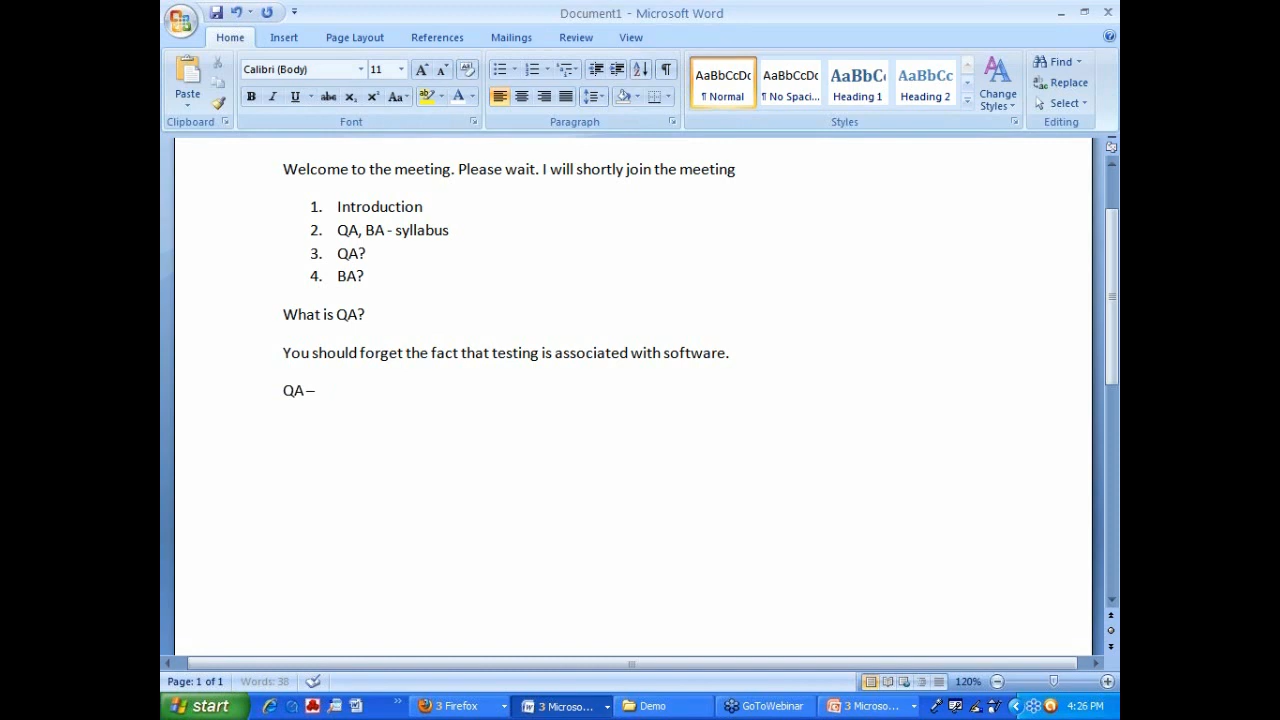 Document1 - Microsoft Word
Home Insert Page Layout References Mailings Review View
Calibri (Body) 11
AaBbCcDc AaBbCcDc AaBbC AaBbCc
¶ Normal ¶ No Spaci... Heading 1 Heading 2
Paste
Change Styles
Find
Replace
Select
Clipboard Font Paragraph Styles Editing
Welcome to the meeting. Please wait. I will shortly join the meeting
1. Introduction
2. QA, BA - syllabus
3. QA?
4. BA?
What is QA?
You should forget the fact that testing is associated with software.
QA –
Page: 1 of 1 Words: 38 120%
start 3 Firefox 3 Microso... Demo GoToWebinar 3 Microso... 4:26 PM